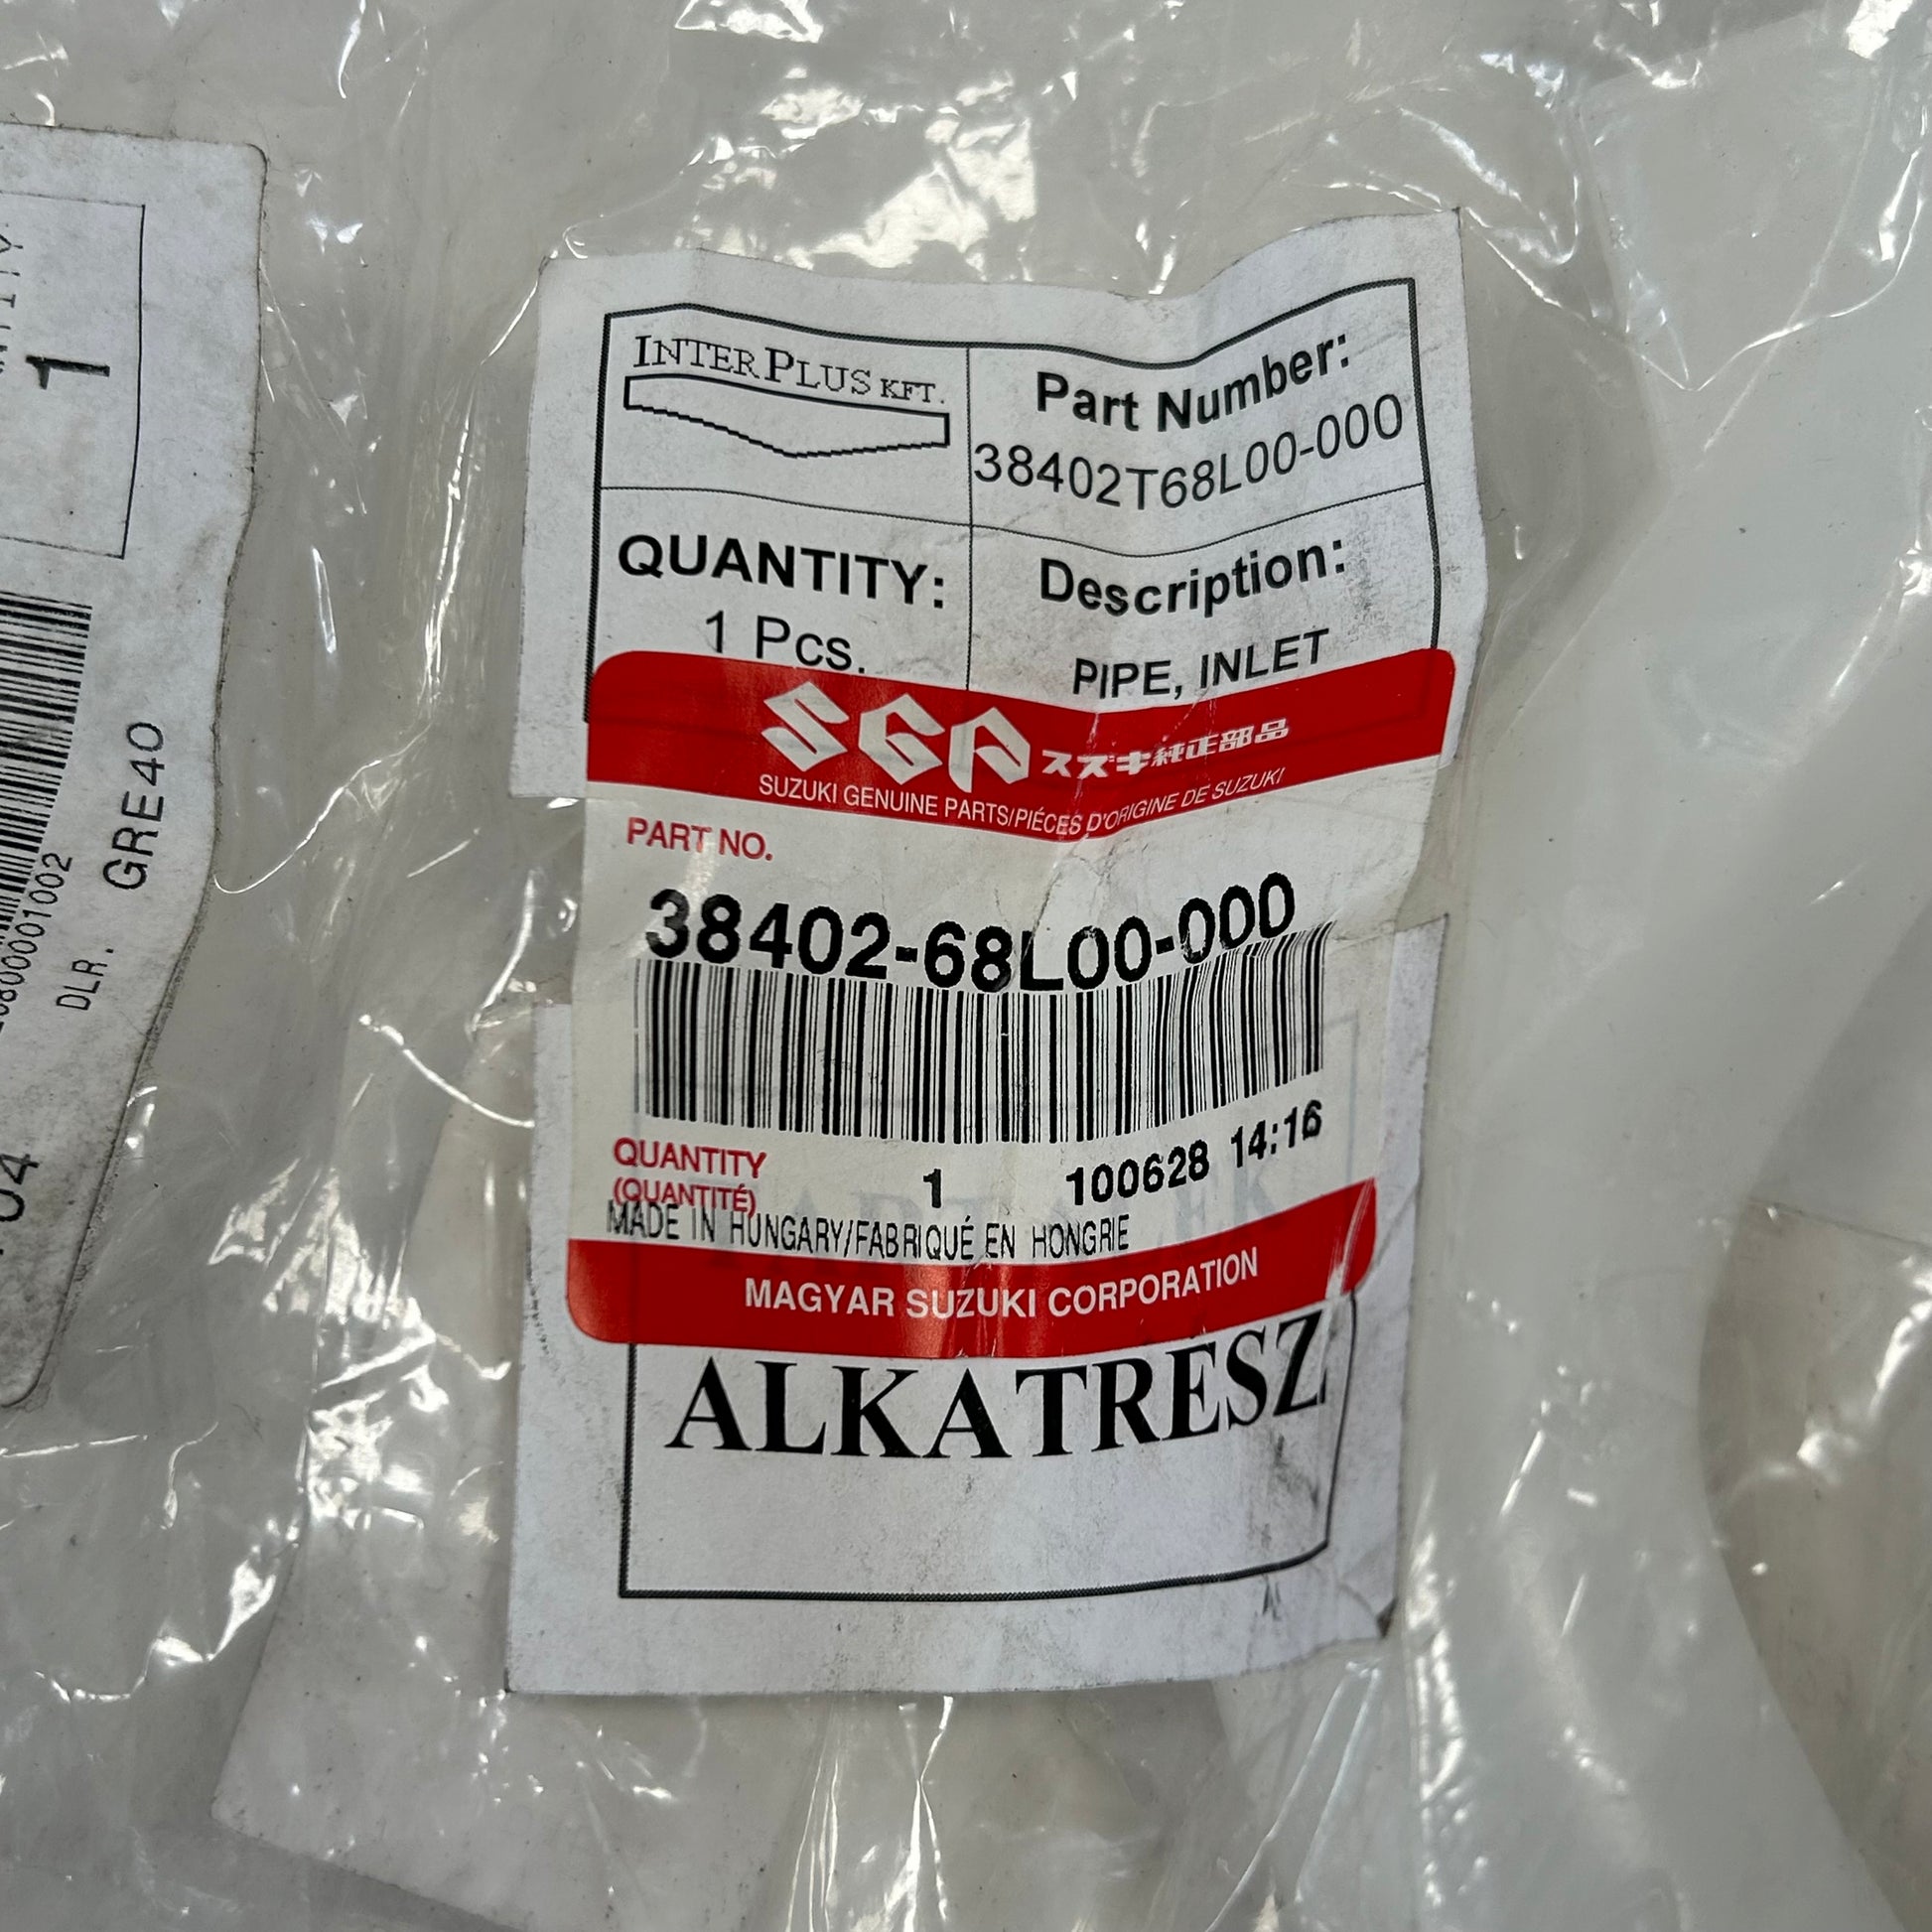 INTER PLUS KFT.
Part Number:
38402T68L00-000
QUANTITY:
1 Pcs.
Description:
PIPE, INLET
SGP スズキ純正部品
SUZUKI GENUINE PARTS/PIÉCES D'ORIGINE DE SUZUKI
PART NO.
38402-68L00-000
QUANTITY
(QUANTITÉ)
1
100628 14:16
MADE IN HUNGARY/FABRIQUÉ EN HONGRIE
MAGYAR SUZUKI CORPORATION
ALKATRÉSZ
1
DLR. GRE40